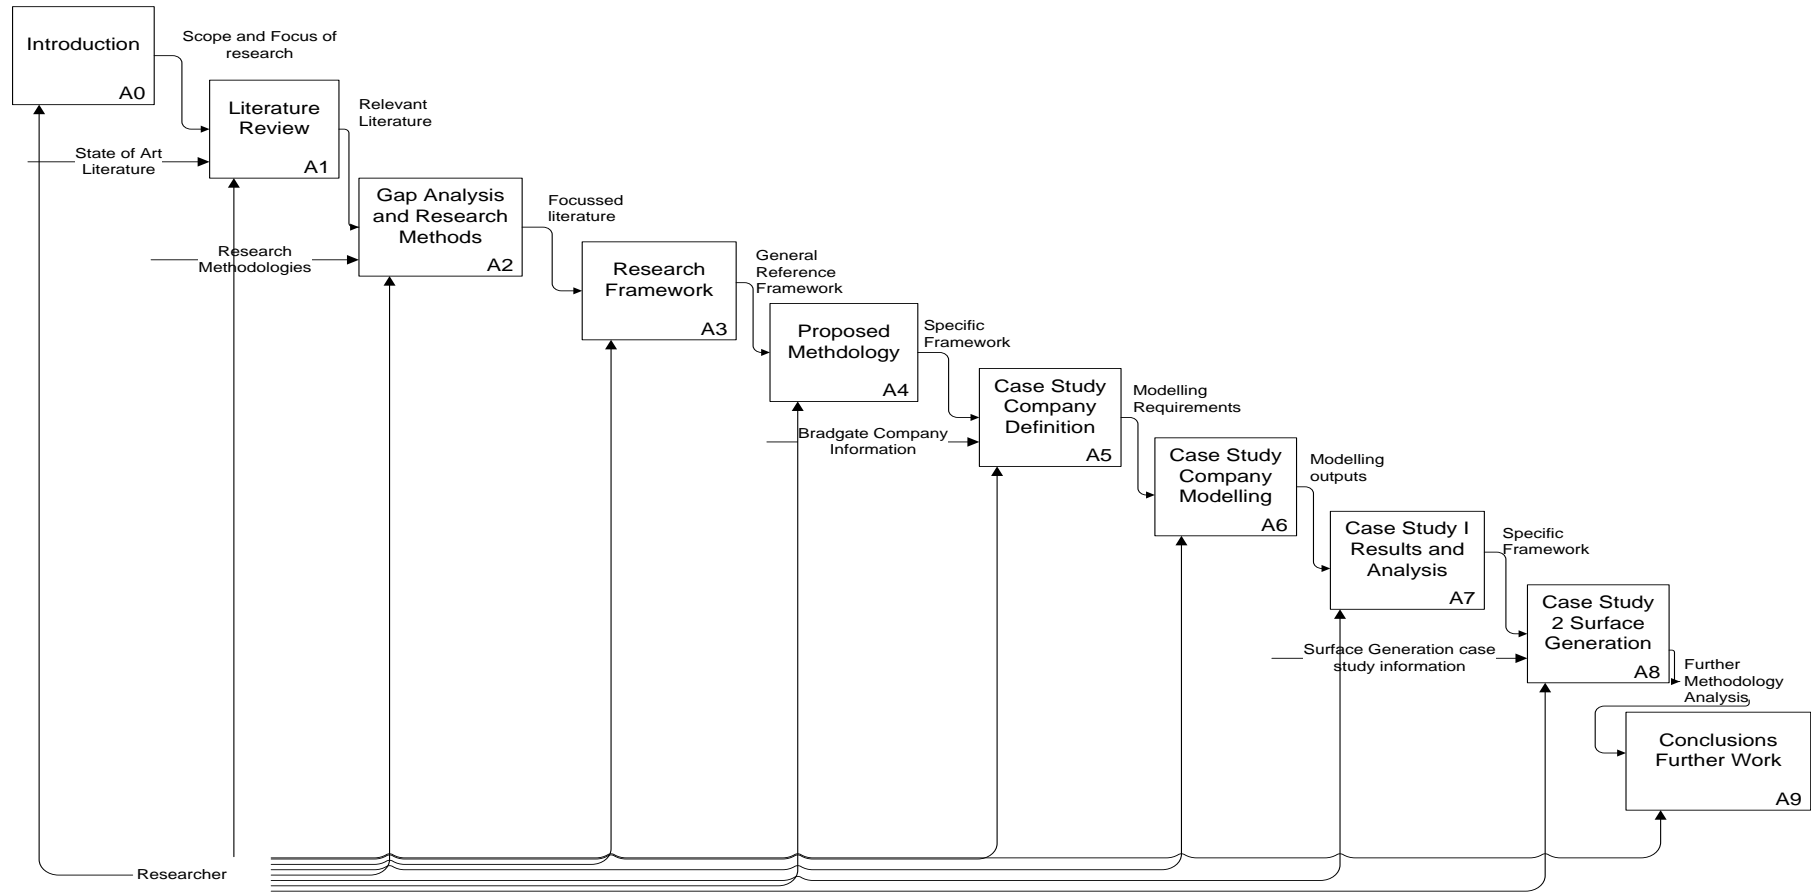 Introduction
A0
Scope and Focus of
research
Literature
Review
A1
State of Art
Literature
Relevant
Literature
Gap Analysis
and Research
Methods
A2
Research
Methodologies
Focussed
literature
Research
Framework
A3
General
Reference
Framework
Proposed
Methdology
A4
Specific
Framework
Case Study
Company
Definition
A5
Bradgate Company
Information
Modelling
Requirements
Case Study
Company
Modelling
A6
Modelling
outputs
Case Study I
Results and
Analysis
A7
Specific
Framework
Case Study
2 Surface
Generation
A8
Surface Generation case
study information
Further
Methodology
Analysis
Conclusions
Further Work
A9
Researcher